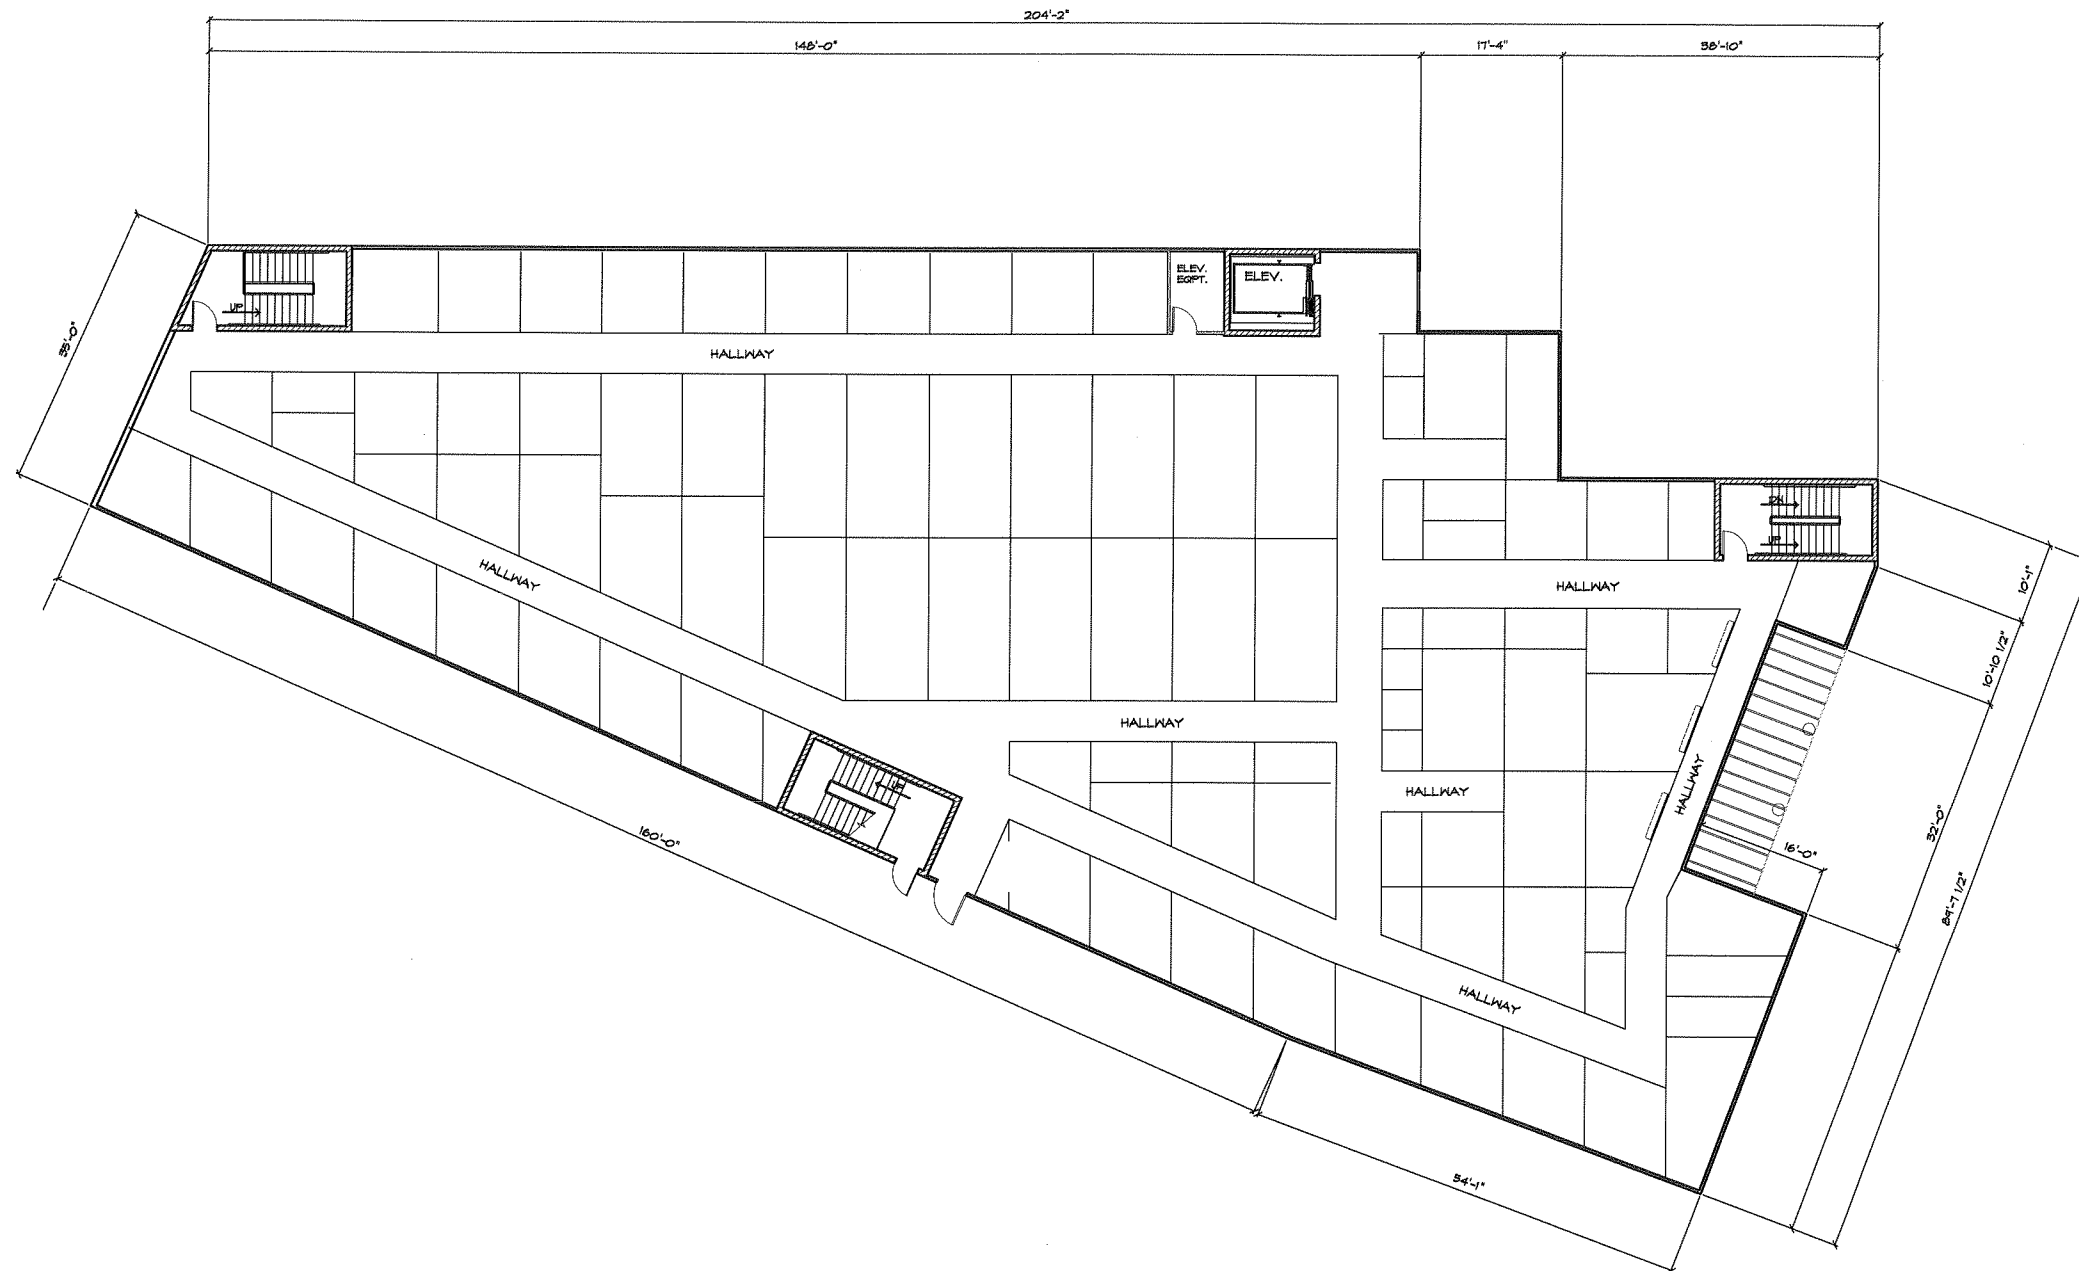 204'-2"
148'-0"
17'-4"
38'-10"
ELEV.
EQPT.
ELEV.
UP
35'-0"
HALLWAY
DN
UP
HALLWAY
HALLWAY
10'-1"
10'-10 1/2"
HALLWAY
HALLWAY
HALLWAY
UP
32'-0"
16'-0"
89'-7 1/2"
160'-0"
HALLWAY
54'-1"